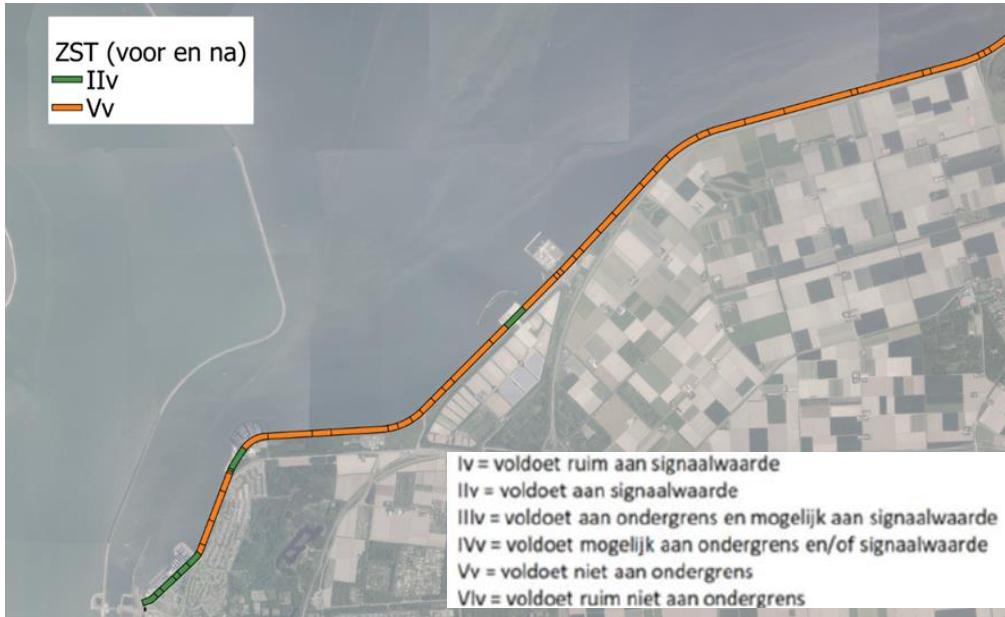 ZST (voor en na)
IIv
Vv
Iv = voldoet ruim aan signaalwaarde
IIv = voldoet aan signaalwaarde
IIIv = voldoet aan ondergrens en mogelijk aan signaalwaarde
IVv = voldoet mogelijk aan ondergrens en/of signaalwaarde
Vv = voldoet niet aan ondergrens
VIv = voldoet ruim niet aan ondergrens